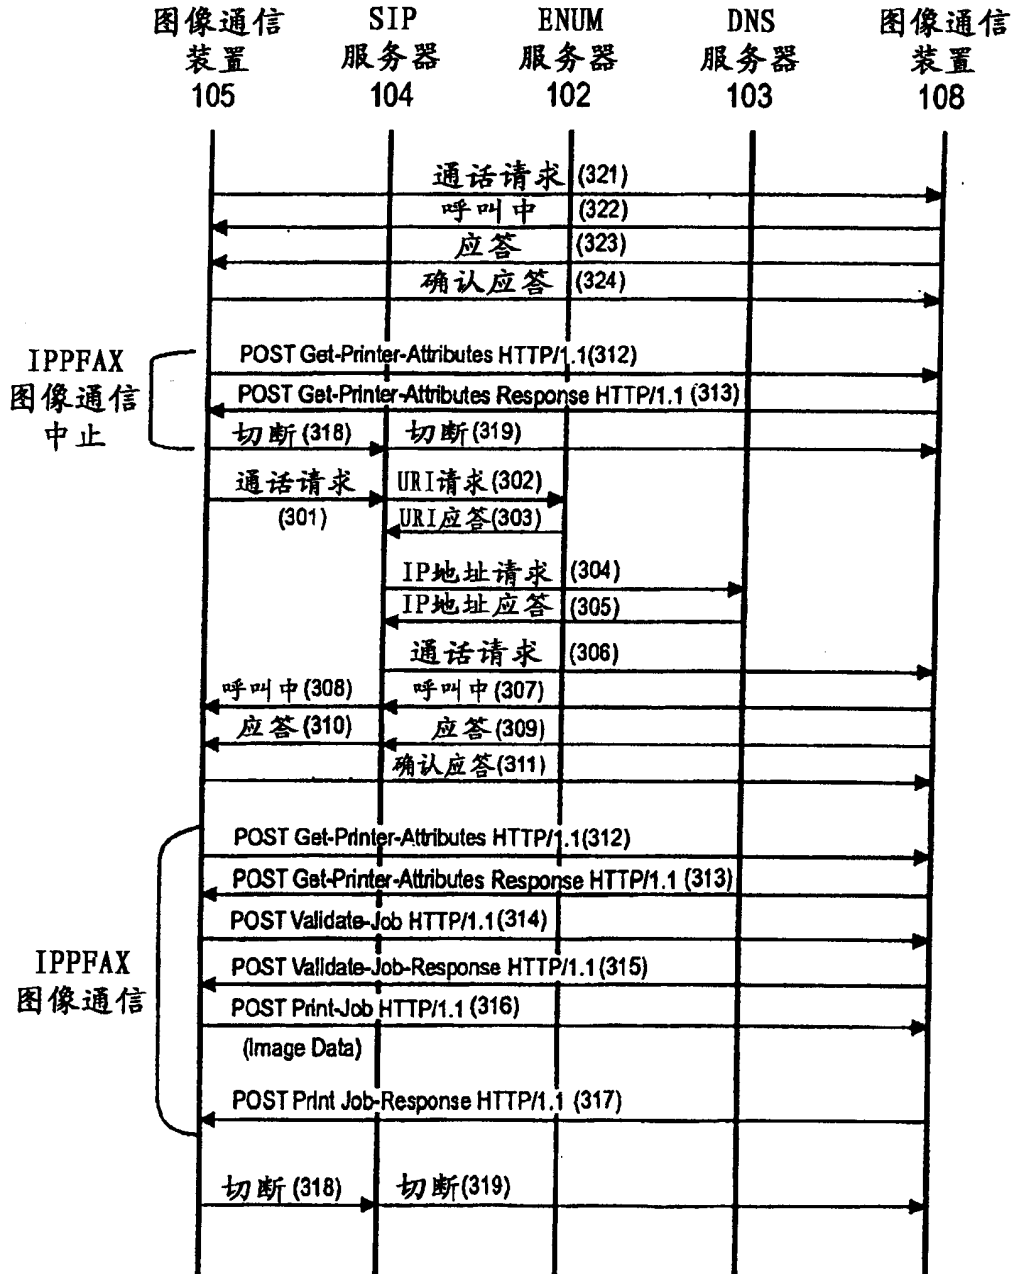 图像通信 SIP ENUM DNS 图像通信
装置 服务器 服务器 服务器 装置
105 104 102 103 108
通话请求 (321)
呼叫中 (322)
应答 (323)
确认应答 (324)
IPPFAX
图像通信
中止
POST Get-Printer-Attributes HTTP/1.1(312)
POST Get-Printer-Attributes Response HTTP/1.1 (313)
切断(318) 切断(319)
通话请求 URI请求(302)
(301) URI应答(303)
IP地址请求 (304)
IP地址应答 (305)
通话请求 (306)
呼叫中(308) 呼叫中(307)
应答(310) 应答(309)
确认应答(311)
IPPFAX
图像通信
POST Get-Printer-Attributes HTTP/1.1(312)
POST Get-Printer-Attributes Response HTTP/1.1 (313)
POST Validate-Job HTTP/1.1(314)
POST Validate-Job-Response HTTP/1.1(315)
POST Print-Job HTTP/1.1(316)
(Image Data)
POST Print Job-Response HTTP/1.1 (317)
切断(318) 切断(319)